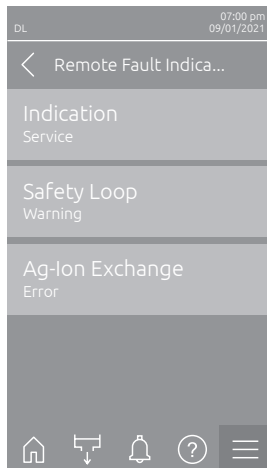 07:00 pm
DL
09/01/2021
Remote Fault Indica...
Indication
Service
Safety Loop
Warning
Ag-Ion Exchange
Error
?